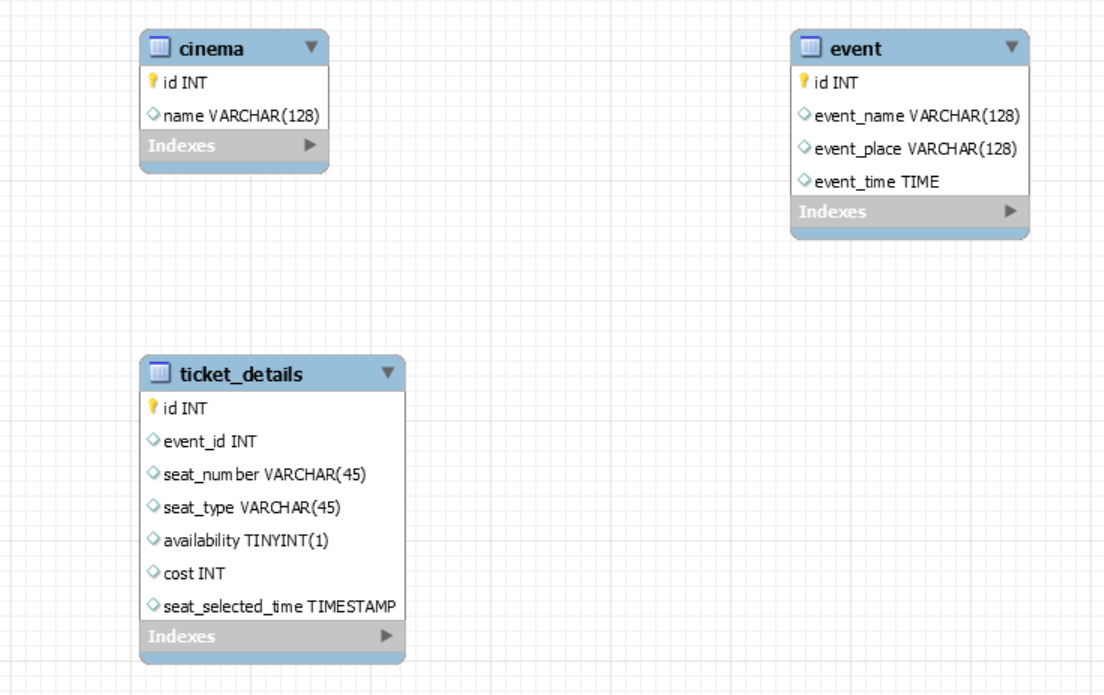 cinema
id INT
name VARCHAR(128)
Indexes
event
id INT
event_name VARCHAR(128)
event_place VARCHAR(128)
event_time TIME
Indexes
ticket_details
id INT
event_id INT
seat_number VARCHAR(45)
seat_type VARCHAR(45)
availability TINYINT(1)
cost INT
seat_selected_time TIMESTAMP
Indexes